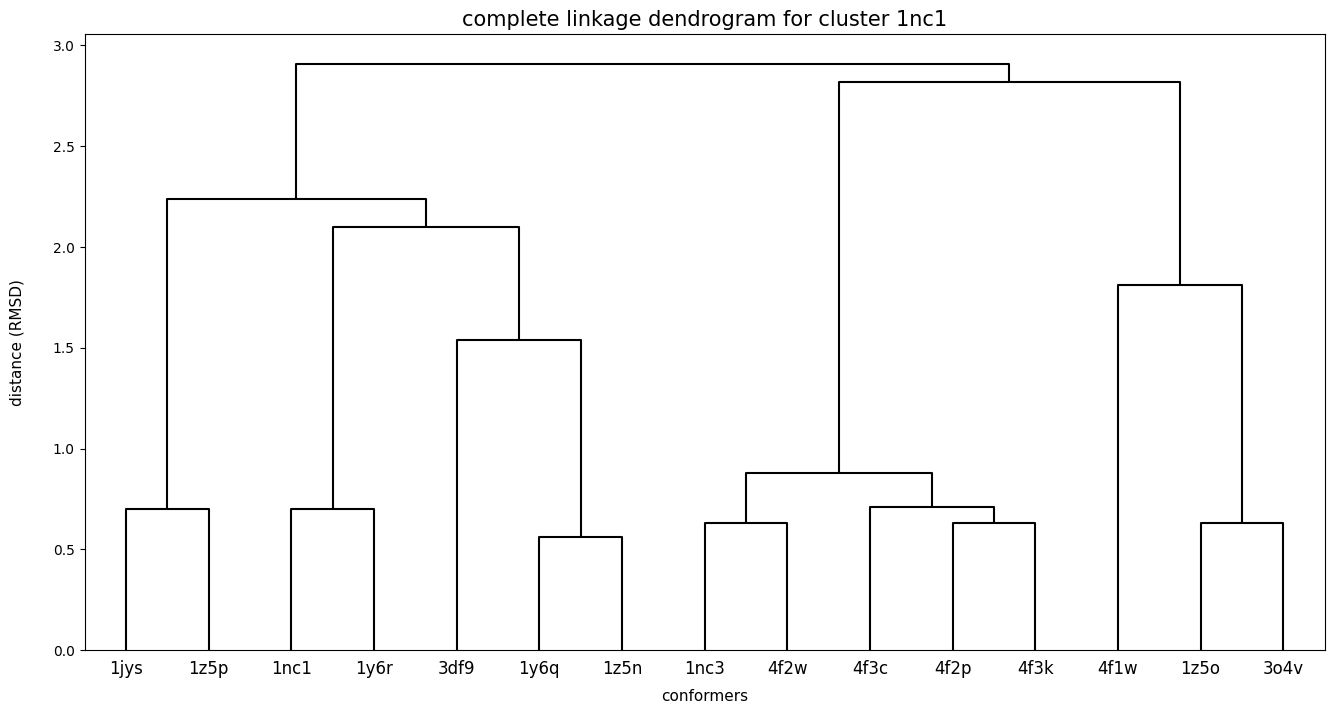 complete linkage dendrogram for cluster 1nc1
3.0
2.5
2.0
1.5
1.0
0.5
0.0
distance (RMSD)
1jys 1z5p 1nc1 1y6r 3df9 1y6q 1z5n 1nc3 4f2w 4f3c 4f2p 4f3k 4f1w 1z5o 3o4v
conformers